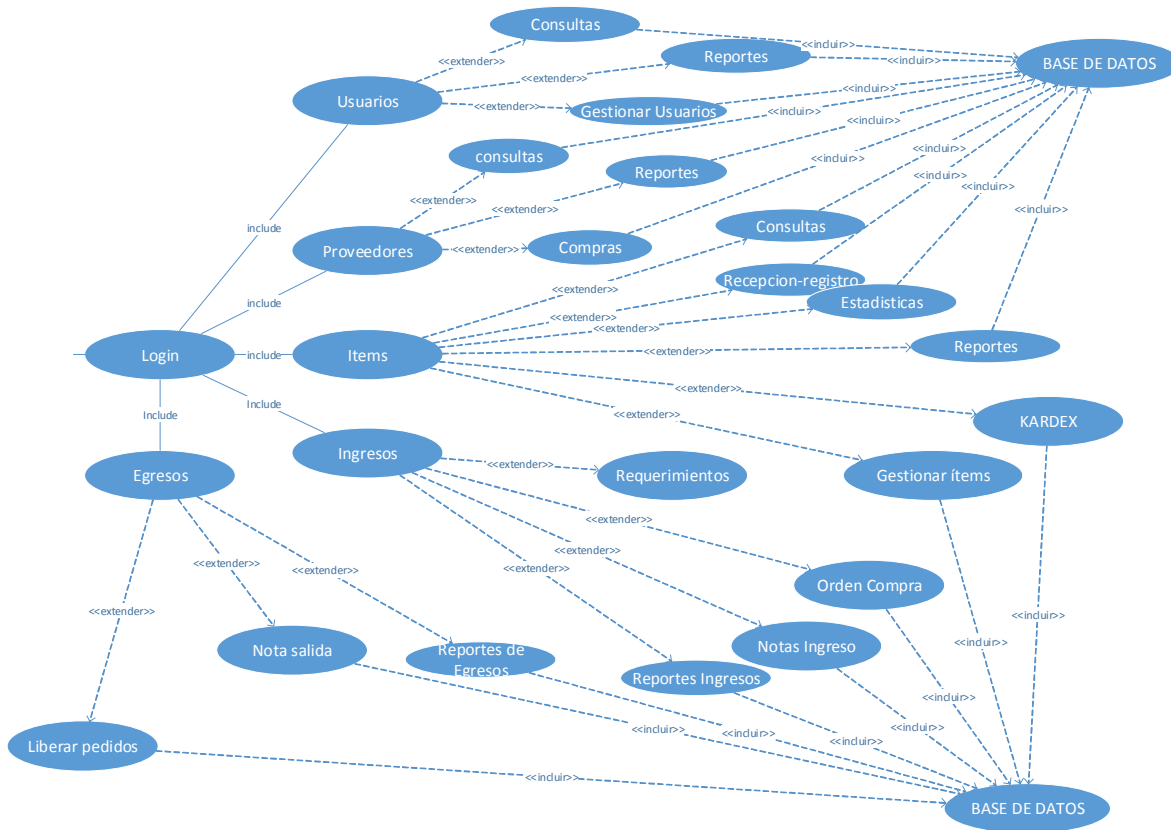 Consultas
<<extender>>
<<incluir>>
Reportes
<<incluir>>
BASE DE DATOS
<<extender>>
Usuarios
<<extender>>
Gestionar Usuarios
<<incluir>>
consultas
<<incluir>>
<<incluir>>
Reportes
<<incluir>>
<<incluir>>
<<extender>>
<<extender>>
include
Consultas
<<incluir>>
<<incluir>>
Proveedores
<<extender>>
Compras
<<incluir>>
Recepcion-registro
<<extender>>
Estadisticas
include
<<extender>>
<<extender>>
Login
include
Items
<<extender>>
Reportes
<<extender>>
Include
Include
<<extender>>
KARDEX
Ingresos
<<extender>>
Requerimientos
Egresos
Gestionar ítems
<<extender>>
<<extender>>
<<extender>>
<<extender>>
<<extender>>
Orden Compra
<<extender>>
<<incluir>>
Nota salida
Reportes de
Egresos
Notas Ingreso
<<incluir>>
Reportes Ingresos
<<incluir>>
<<incluir>>
<<incluir>>
<<incluir>>
<<incluir>>
Liberar pedidos
<<incluir>>
BASE DE DATOS